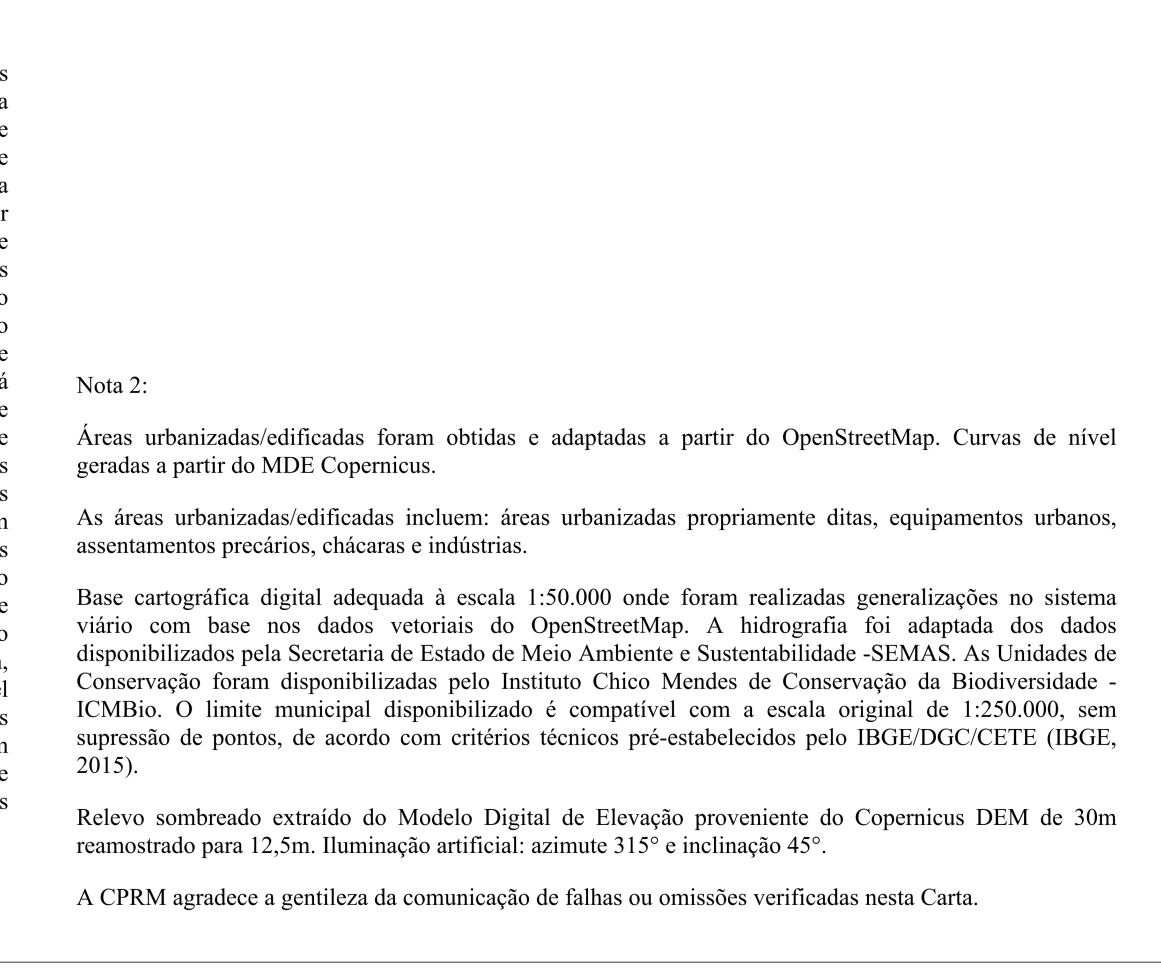 Nota 2:
Áreas urbanizadas/edificadas foram obtidas e adaptadas a partir do OpenStreetMap. Curvas de nível
geradas a partir do MDE Copernicus.
As áreas urbanizadas/edificadas incluem: áreas urbanizadas propriamente ditas, equipamentos urbanos,
assentamentos precários, chácaras e indústrias.
Base cartográfica digital adequada à escala 1:50.000 onde foram realizadas generalizações no sistema
viário com base nos dados vetoriais do OpenStreetMap. A hidrografia foi adaptada dos dados
disponibilizados pela Secretaria de Estado de Meio Ambiente e Sustentabilidade -SEMAS. As Unidades de
Conservação foram disponibilizadas pelo Instituto Chico Mendes de Conservação da Biodiversidade -
ICMBio. O limite municipal disponibilizado é compatível com a escala original de 1:250.000, sem
supressão de pontos, de acordo com critérios técnicos pré-estabelecidos pelo IBGE/DGC/CETE (IBGE,
2015).
Relevo sombreado extraído do Modelo Digital de Elevação proveniente do Copernicus DEM de 30m
reamostrado para 12,5m. Iluminação artificial: azimute 315° e inclinação 45°.
A CPRM agradece a gentileza da comunicação de falhas ou omissões verificadas nesta Carta.